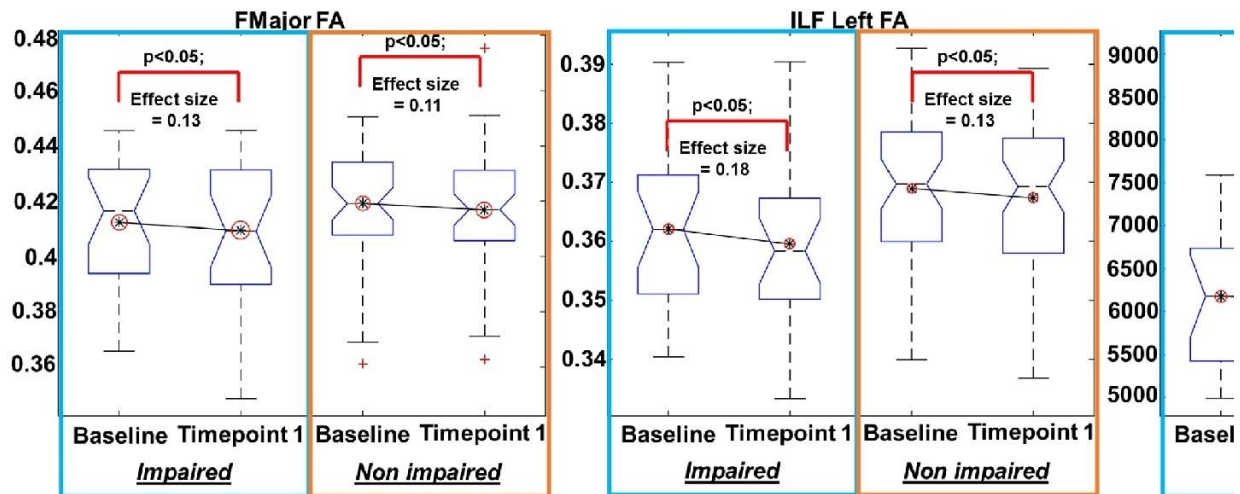 FMajor FA
0.48
0.46
0.44
0.42
0.4
0.38
0.36
p<0.05;
Effect size
= 0.13
Baseline Timepoint 1
Impaired
p<0.05;
Effect size
= 0.11
Baseline Timepoint 1
Non impaired
ILF Left FA
0.39
0.38
0.37
0.36
0.35
0.34
p<0.05;
Effect size
= 0.18
Baseline Timepoint 1
Impaired
p<0.05;
Effect size
= 0.13
Baseline Timepoint 1
Non impaired
9000
8500
8000
7500
7000
6500
6000
5500
5000
Basel